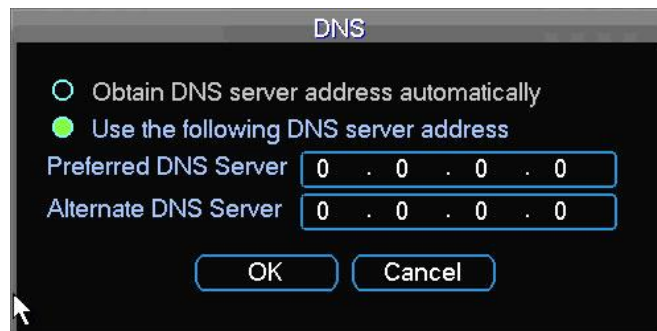 DNS
Obtain DNS server address automatically
Use the following DNS server address
Preferred DNS Server 0 . 0 . 0 . 0
Alternate DNS Server 0 . 0 . 0 . 0
OK Cancel